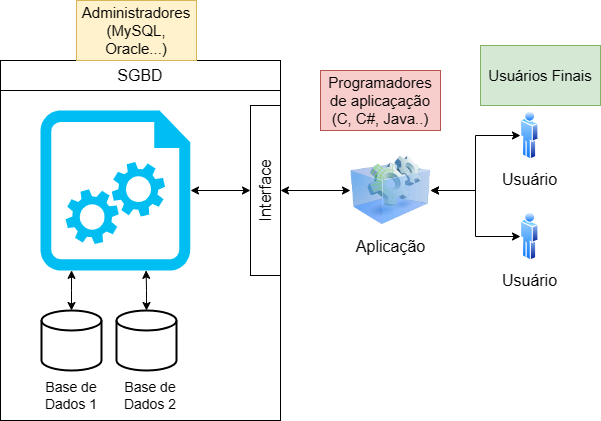 Administradores
(MySQL,
Oracle...)
SGBD
Programadores
de aplicaçação
(C, C#, Java..)
Usuários Finais
Interface
Usuário
Aplicação
Usuário
Base de
Dados 1
Base de
Dados 2